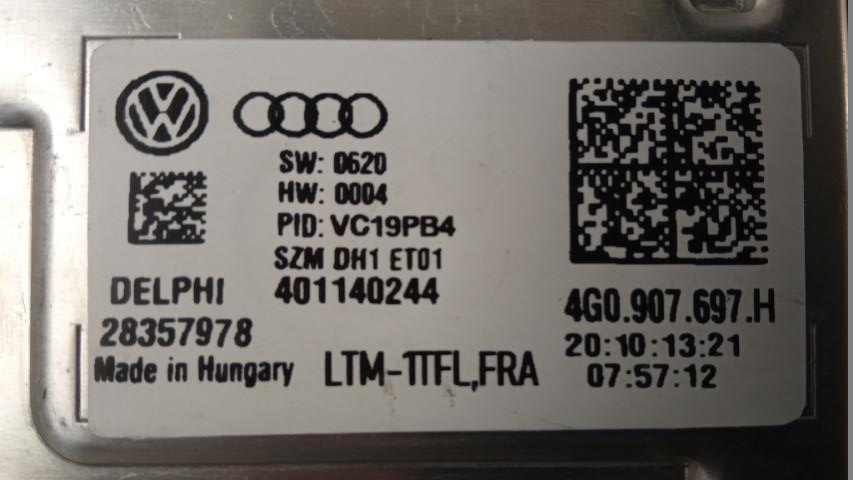 SW: 0620
HW: 0004
PID: VC19PB4
SZM DH1 ET01
401140244
DELPHI
28357978
Made in Hungary
LTM-1TFL,FRA
4G0.907.697.H
20:10:13:21
07:57:12